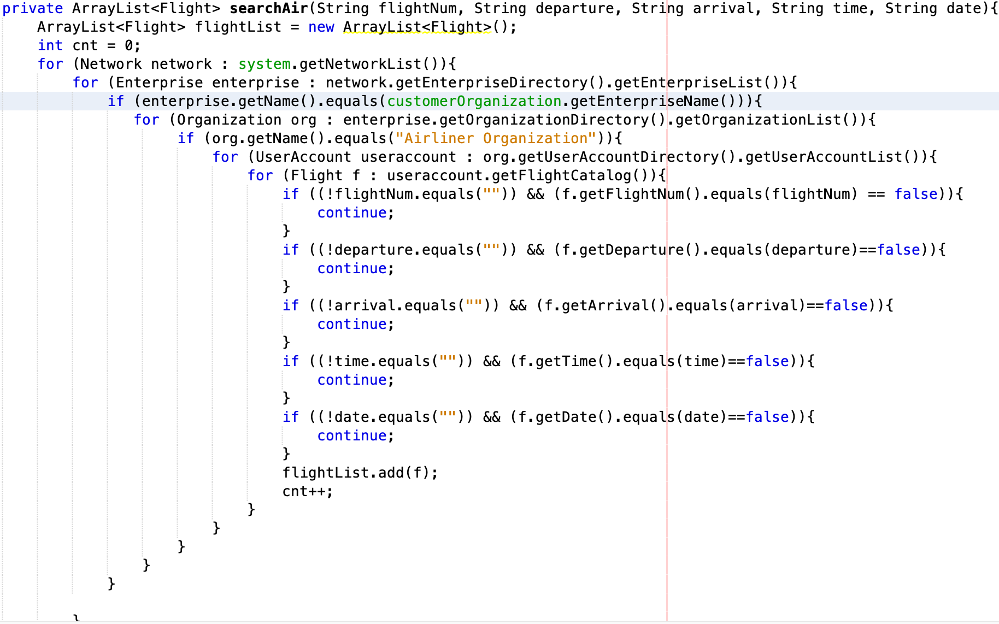 private ArrayList<Flight> searchAir(String flightNum, String departure, String arrival, String time, String date){
    ArrayList<Flight> flightList = new ArrayList<Flight>();
    int cnt = 0;
    for (Network network : system.getNetworkList()){
        for (Enterprise enterprise : network.getEnterpriseDirectory().getEnterpriseList()){
            if (enterprise.getName().equals(customerOrganization.getEnterpriseName())){
               for (Organization org : enterprise.getOrganizationDirectory().getOrganizationList()){
                    if (org.getName().equals("Airliner Organization")){
                        for (UserAccount useraccount : org.getUserAccountDirectory().getUserAccountList()){
                            for (Flight f : useraccount.getFlightCatalog()){
                                if ((!flightNum.equals("")) && (f.getFlightNum().equals(flightNum) == false)){
                                    continue;
                                }
                                if ((!departure.equals("")) && (f.getDeparture().equals(departure)==false)){
                                    continue;
                                }
                                if ((!arrival.equals("")) && (f.getArrival().equals(arrival)==false)){
                                    continue;
                                }
                                if ((!time.equals("")) && (f.getTime().equals(time)==false)){
                                    continue;
                                }
                                if ((!date.equals("")) && (f.getDate().equals(date)==false)){
                                    continue;
                                }
                                flightList.add(f);
                                cnt++;
                            }
                        }
                    }
                }
            }
        }